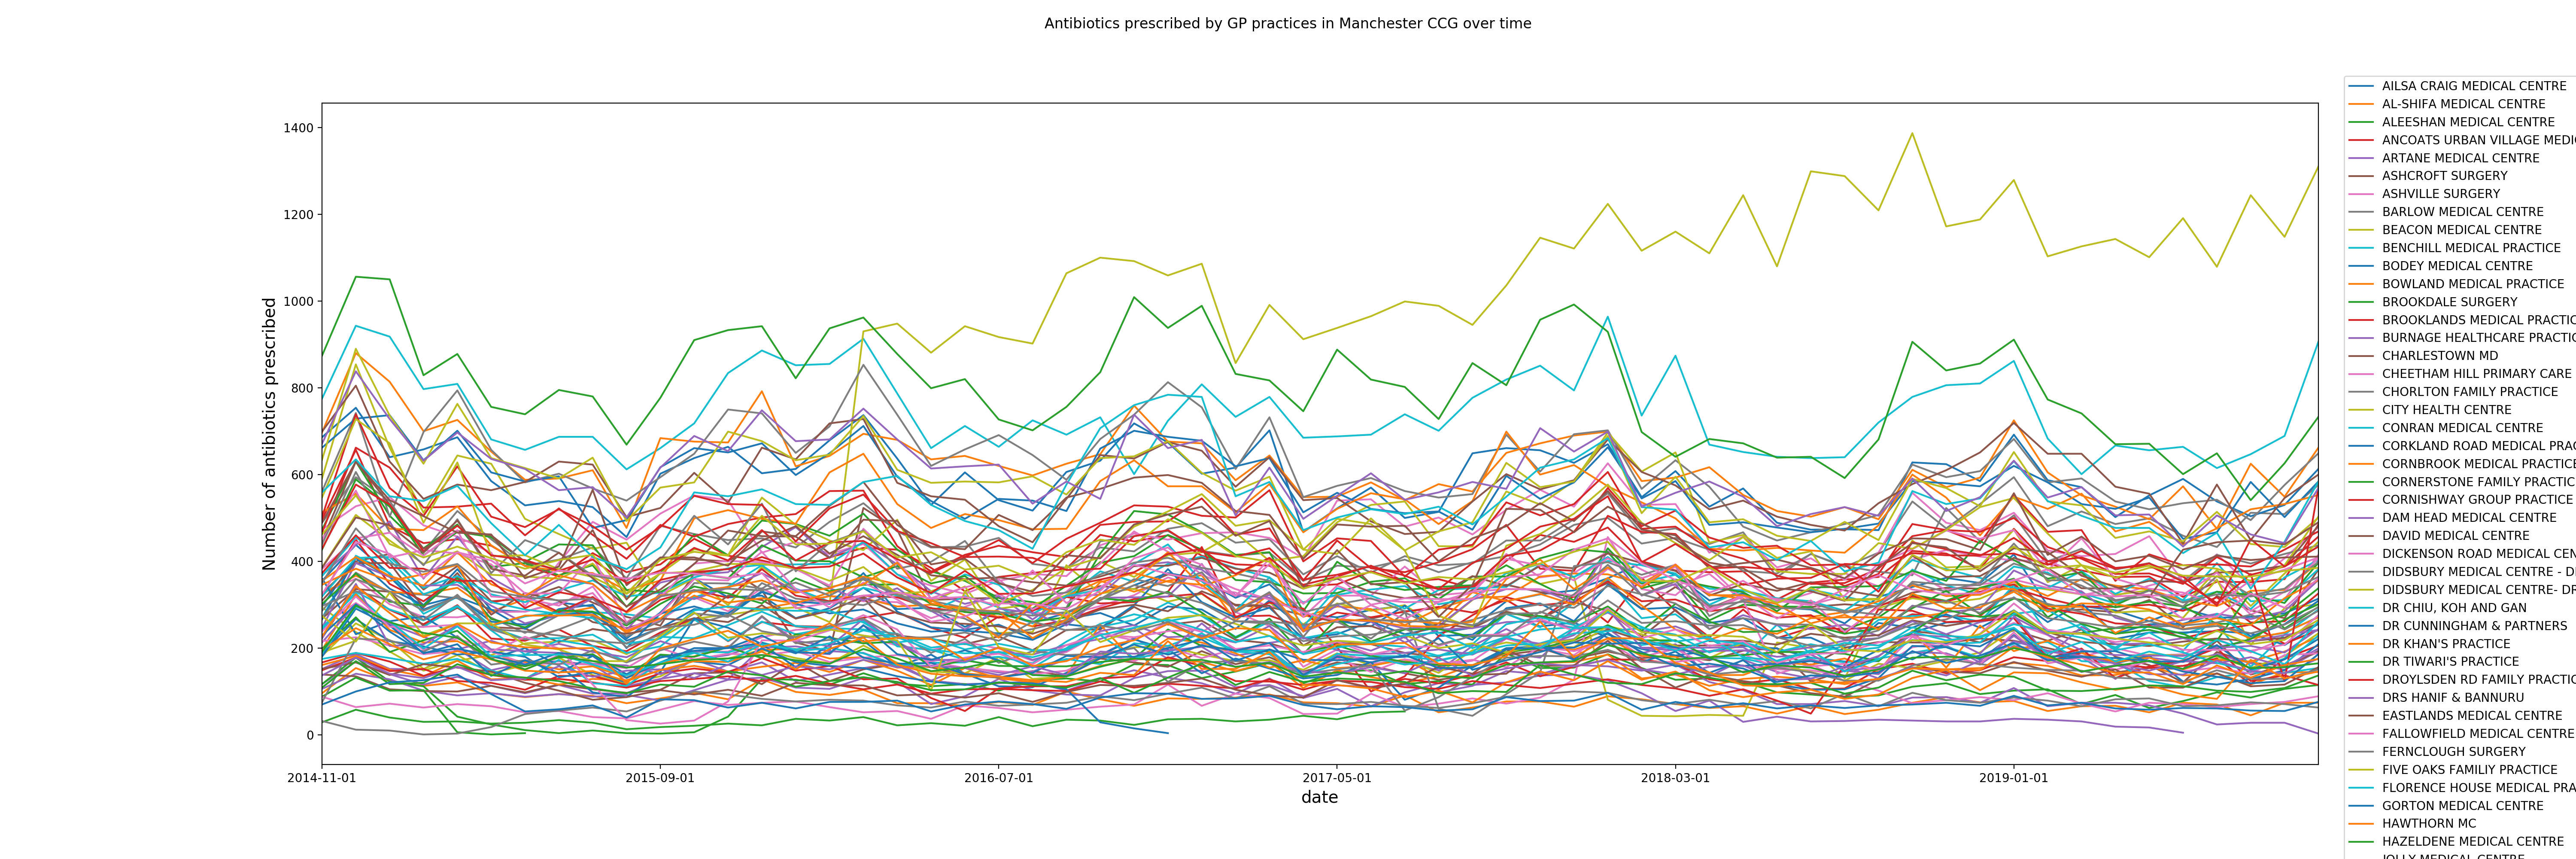 Antibiotics prescribed by GP practices in Manchester CCG over time
1400
1200
1000
800
600
400
200
0
Number of antibiotics prescribed
2014-11-01
2015-09-01
2016-07-01
2017-05-01
2018-03-01
2019-01-01
date
AILSA CRAIG MEDICAL CENTRE
AL-SHIFA MEDICAL CENTRE
ALEESHAN MEDICAL CENTRE
ANCOATS URBAN VILLAGE MEDI
ARTANE MEDICAL CENTRE
ASHCROFT SURGERY
ASHVILLE SURGERY
BARLOW MEDICAL CENTRE
BEACON MEDICAL CENTRE
BENCHILL MEDICAL PRACTICE
BODEY MEDICAL CENTRE
BOWLAND MEDICAL PRACTICE
BROOKDALE SURGERY
BROOKLANDS MEDICAL PRACTIC
BURNAGE HEALTHCARE PRACTIC
CHARLESTOWN MD
CHEETHAM HILL PRIMARY CARE
CHORLTON FAMILY PRACTICE
CITY HEALTH CENTRE
CONRAN MEDICAL CENTRE
CORKLAND ROAD MEDICAL PRAC
CORNBROOK MEDICAL PRACTICE
CORNERSTONE FAMILY PRACTIC
CORNISHWAY GROUP PRACTICE
DAM HEAD MEDICAL CENTRE
DAVID MEDICAL CENTRE
DICKENSON ROAD MEDICAL CEN
DIDSBURY MEDICAL CENTRE - D
DIDSBURY MEDICAL CENTRE- DR
DR CHIU, KOH AND GAN
DR CUNNINGHAM & PARTNERS
DR KHAN'S PRACTICE
DR TIWARI'S PRACTICE
DROYLSDEN RD FAMILY PRACTIC
DRS HANIF & BANNURU
EASTLANDS MEDICAL CENTRE
FALLOWFIELD MEDICAL CENTRE
FERNCLOUGH SURGERY
FIVE OAKS FAMILIY PRACTICE
FLORENCE HOUSE MEDICAL PRA
GORTON MEDICAL CENTRE
HAWTHORN MC
HAZELDENE MEDICAL CENTRE